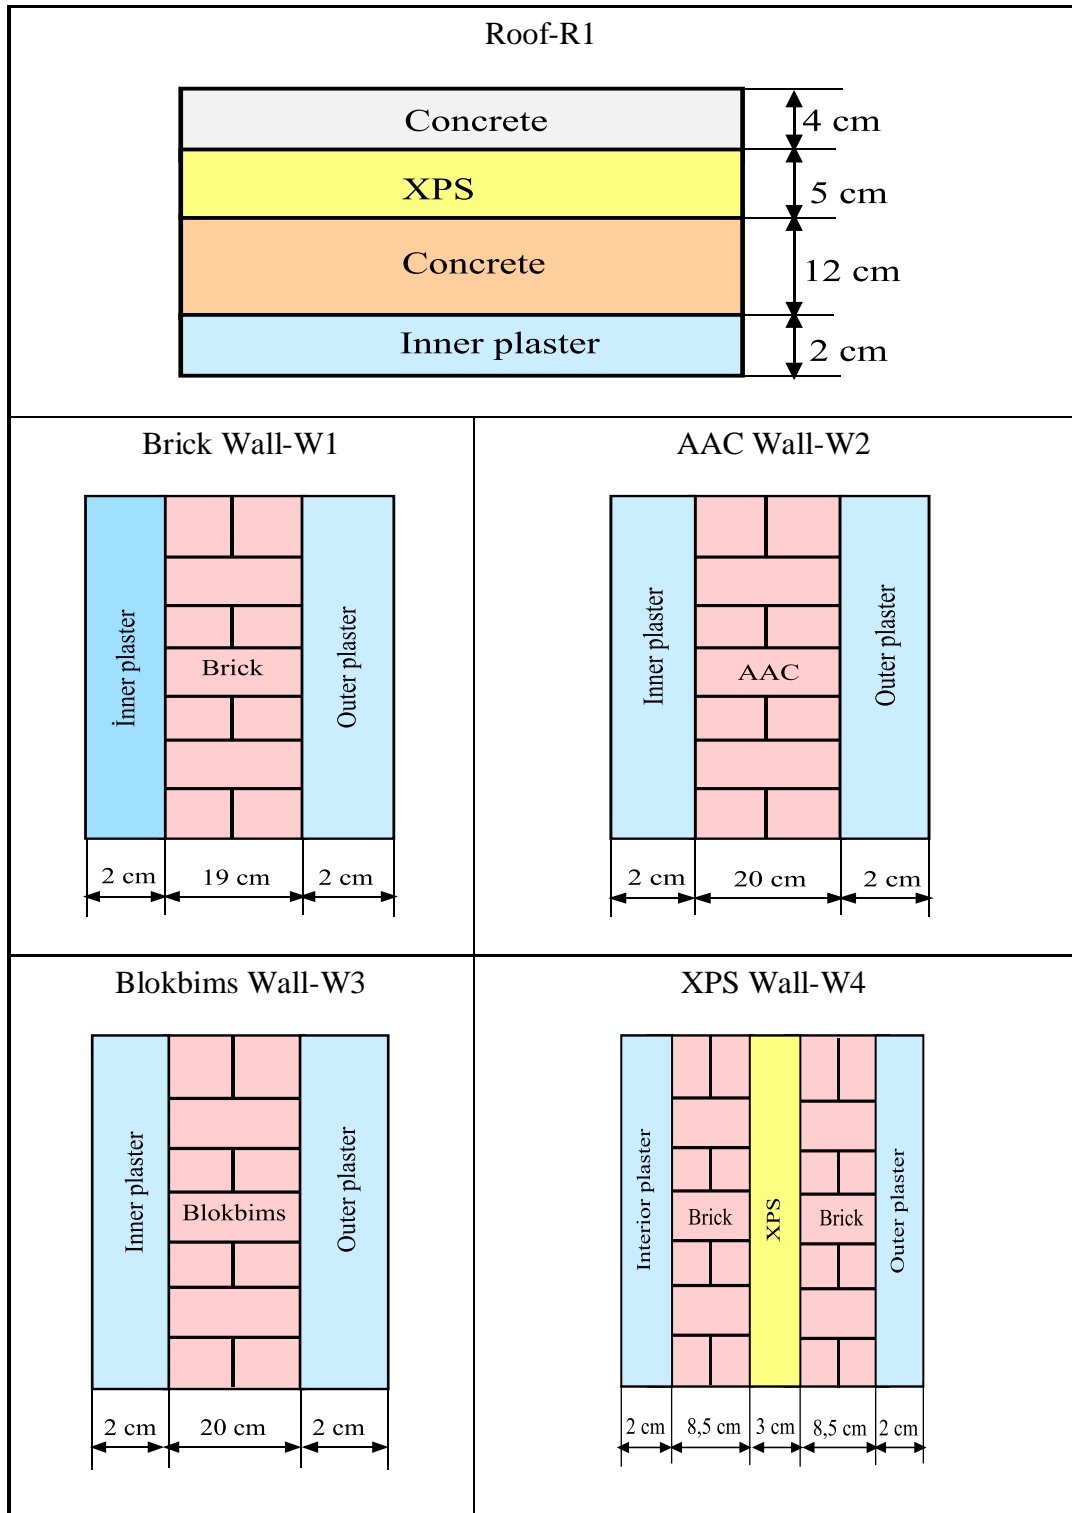 Roof-R1
Concrete
4 cm
XPS
5 cm
Concrete
12 cm
Inner plaster
2 cm
Brick Wall-W1
İnner plaster
Brick
Outer plaster
2 cm
19 cm
2 cm
AAC Wall-W2
Inner plaster
AAC
Outer plaster
2 cm
20 cm
2 cm
Blokbims Wall-W3
Inner plaster
Blokbims
Outer plaster
2 cm
20 cm
2 cm
XPS Wall-W4
Interior plaster
Brick
XPS
Brick
Outer plaster
2 cm
8,5 cm
3 cm
8,5 cm
2 cm